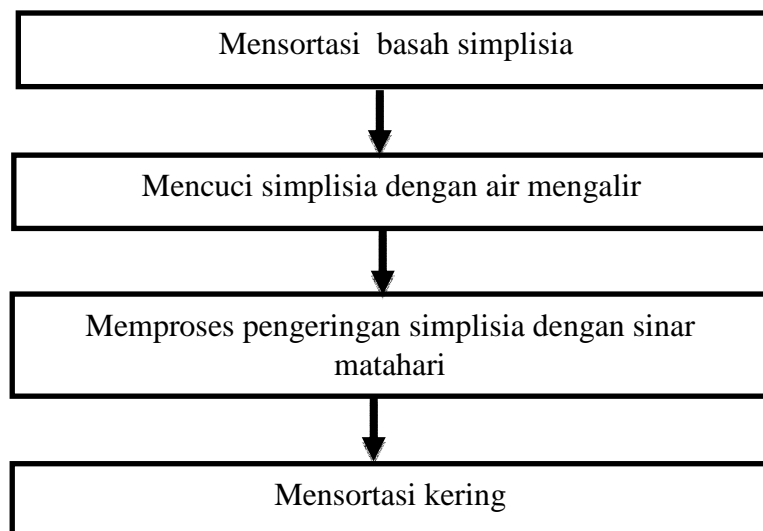 Mensortasi  basah simplisia
Mencuci simplisia dengan air mengalir
Memproses pengeringan simplisia dengan sinar
matahari
Mensortasi kering